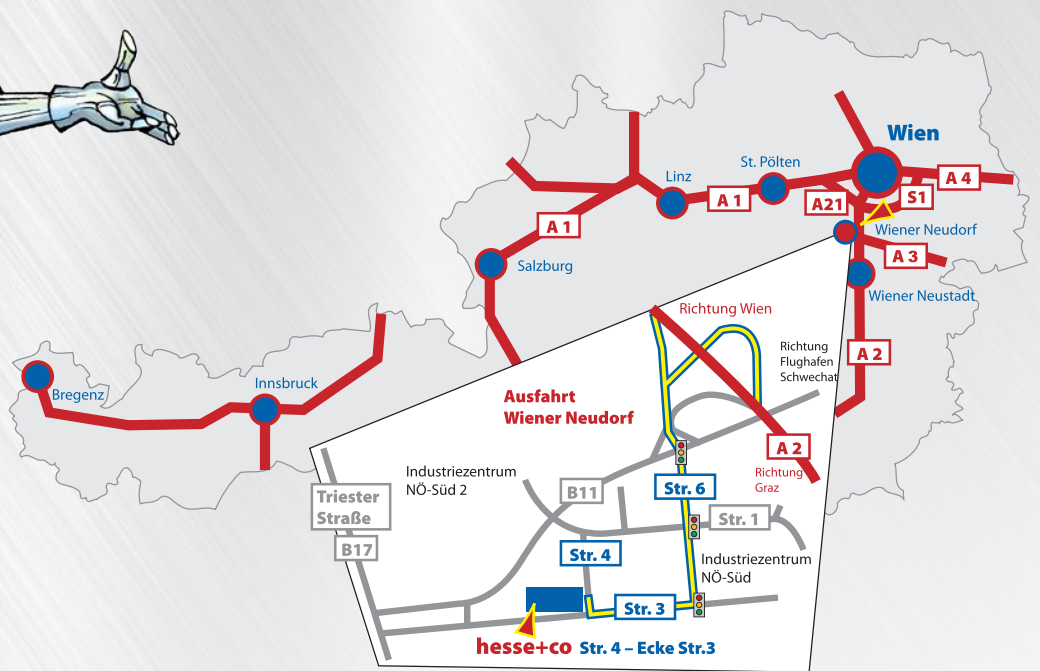 Wien
St. Pölten
Linz
A 4
S1
A 1
A21
A 1
Wiener Neudorf
A 3
Salzburg
Wiener Neustadt
Richtung Wien
Richtung
Flughafen
Schwechat
A 2
Innsbruck
Bregenz
Ausfahrt
Wiener Neudorf
A 2
Richtung
Graz
Industriezentrum
NÖ-Süd 2
B11
Str. 6
Triester
Straße
Str. 1
B17
Str. 4
Industriezentrum
NÖ-Süd
Str. 3
hesse+co Str. 4 – Ecke Str.3